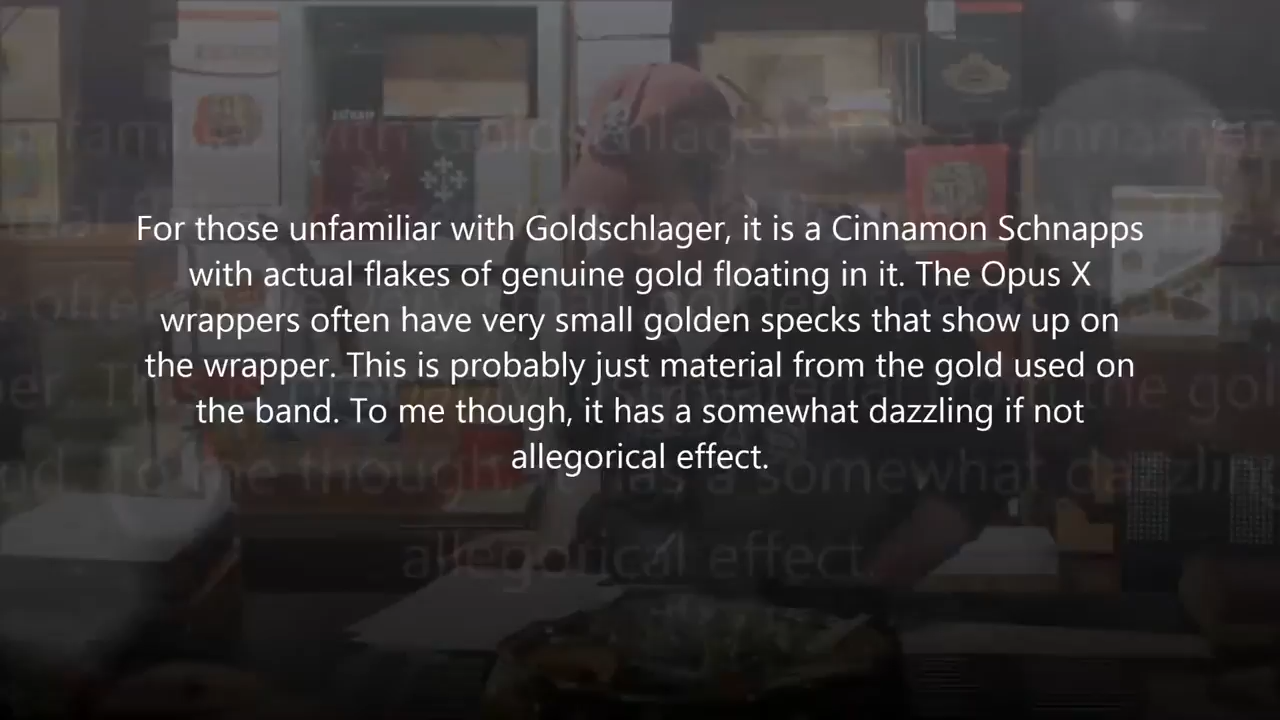 For those unfamiliar with Goldschlager, it is a Cinnamon Schnapps
with actual flakes of genuine gold floating in it. The Opus X
wrappers often have very small golden specks that show up on
the wrapper. This is probably just material from the gold used on
the band. To me though, it has a somewhat dazzling if not
allegorical effect.